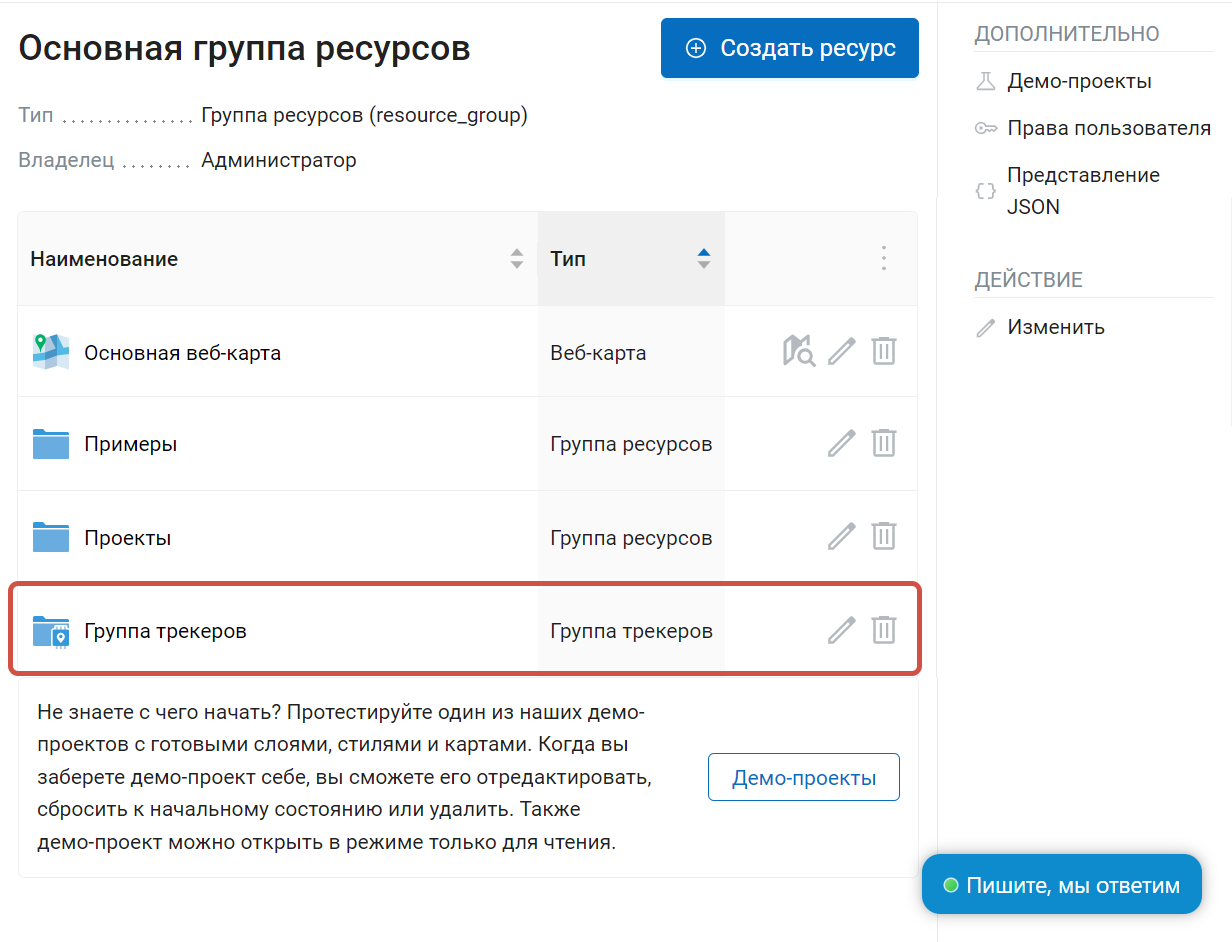 Основная группа ресурсов
Создать ресурс
Тип .............. Группа ресурсов (resource_group)
Владелец ........ Администратор
Наименование Тип
Основная веб-карта Веб-карта
Примеры Группа ресурсов
Проекты Группа ресурсов
Группа трекеров Группа трекеров
Не знаете с чего начать? Протестируйте один из наших демо-
проектов с готовыми слоями, стилями и картами. Когда вы
заберете демо-проект себе, вы сможете его отредактировать,
сбросить к начальному состоянию или удалить. Также
демо-проект можно открыть в режиме только для чтения.
Демо-проекты
ДОПОЛНИТЕЛЬНО
Демо-проекты
Права пользователя
Представление
JSON
ДЕЙСТВИЕ
Изменить
Пишите, мы ответим